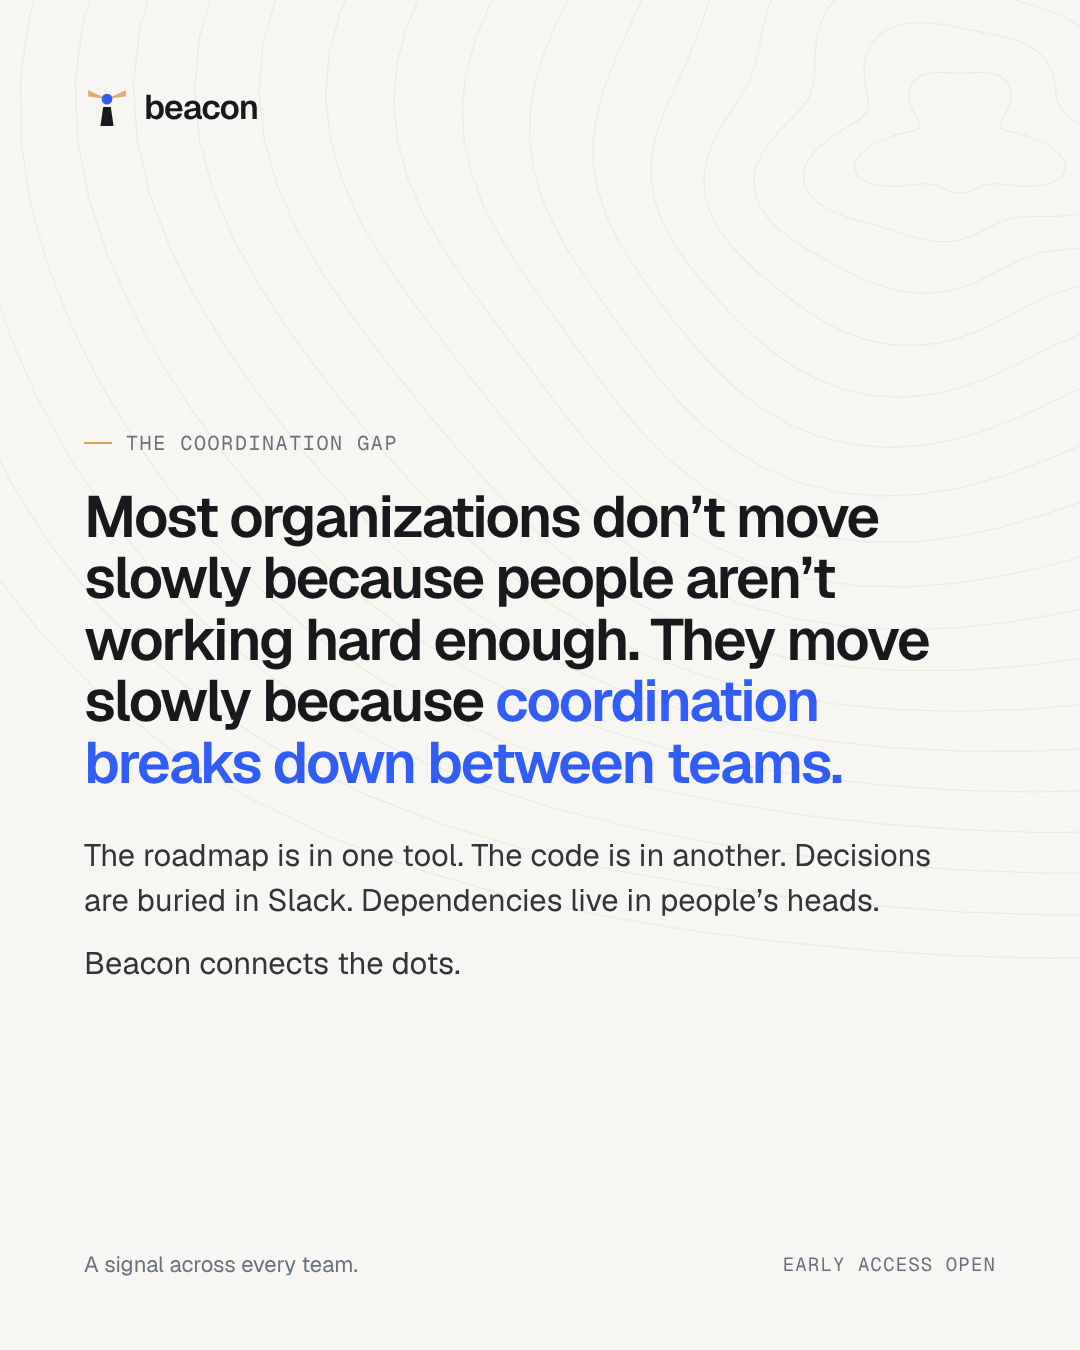 beacon
THE COORDINATION GAP
Most organizations don’t move
slowly because people aren’t
working hard enough. They move
slowly because coordination
breaks down between teams.
The roadmap is in one tool. The code is in another. Decisions
are buried in Slack. Dependencies live in people’s heads.
Beacon connects the dots.
A signal across every team.
EARLY ACCESS OPEN